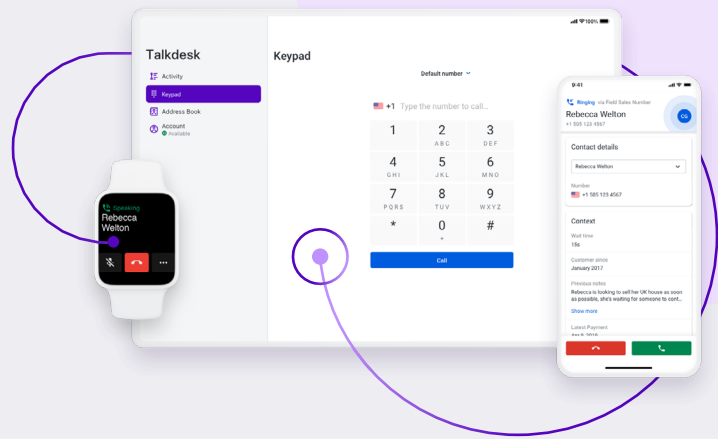 100%
Talkdesk
Activity
Keypad
Address Book
Account
Available
Keypad
Default number
+1 Type the number to call...
1 2 3
ABC DEF
4 5 6
GHI JKL MNO
7 8 9
PQRS TUV WXYZ
* 0 #
+
Call
Speaking
Rebecca
Welton
9:41
Ringing via Field Sales Number
Rebecca Welton
+1 505 123 4567
CG
Contact details
Rebecca Welton
Number
+1 505 123 4567
Context
Wait time
15s
Customer since
January 2017
Previous notes
Rebecca is looking to sell her UK house as soon
as possible, she's waiting for someone to cont...
Show more
Latest Payment